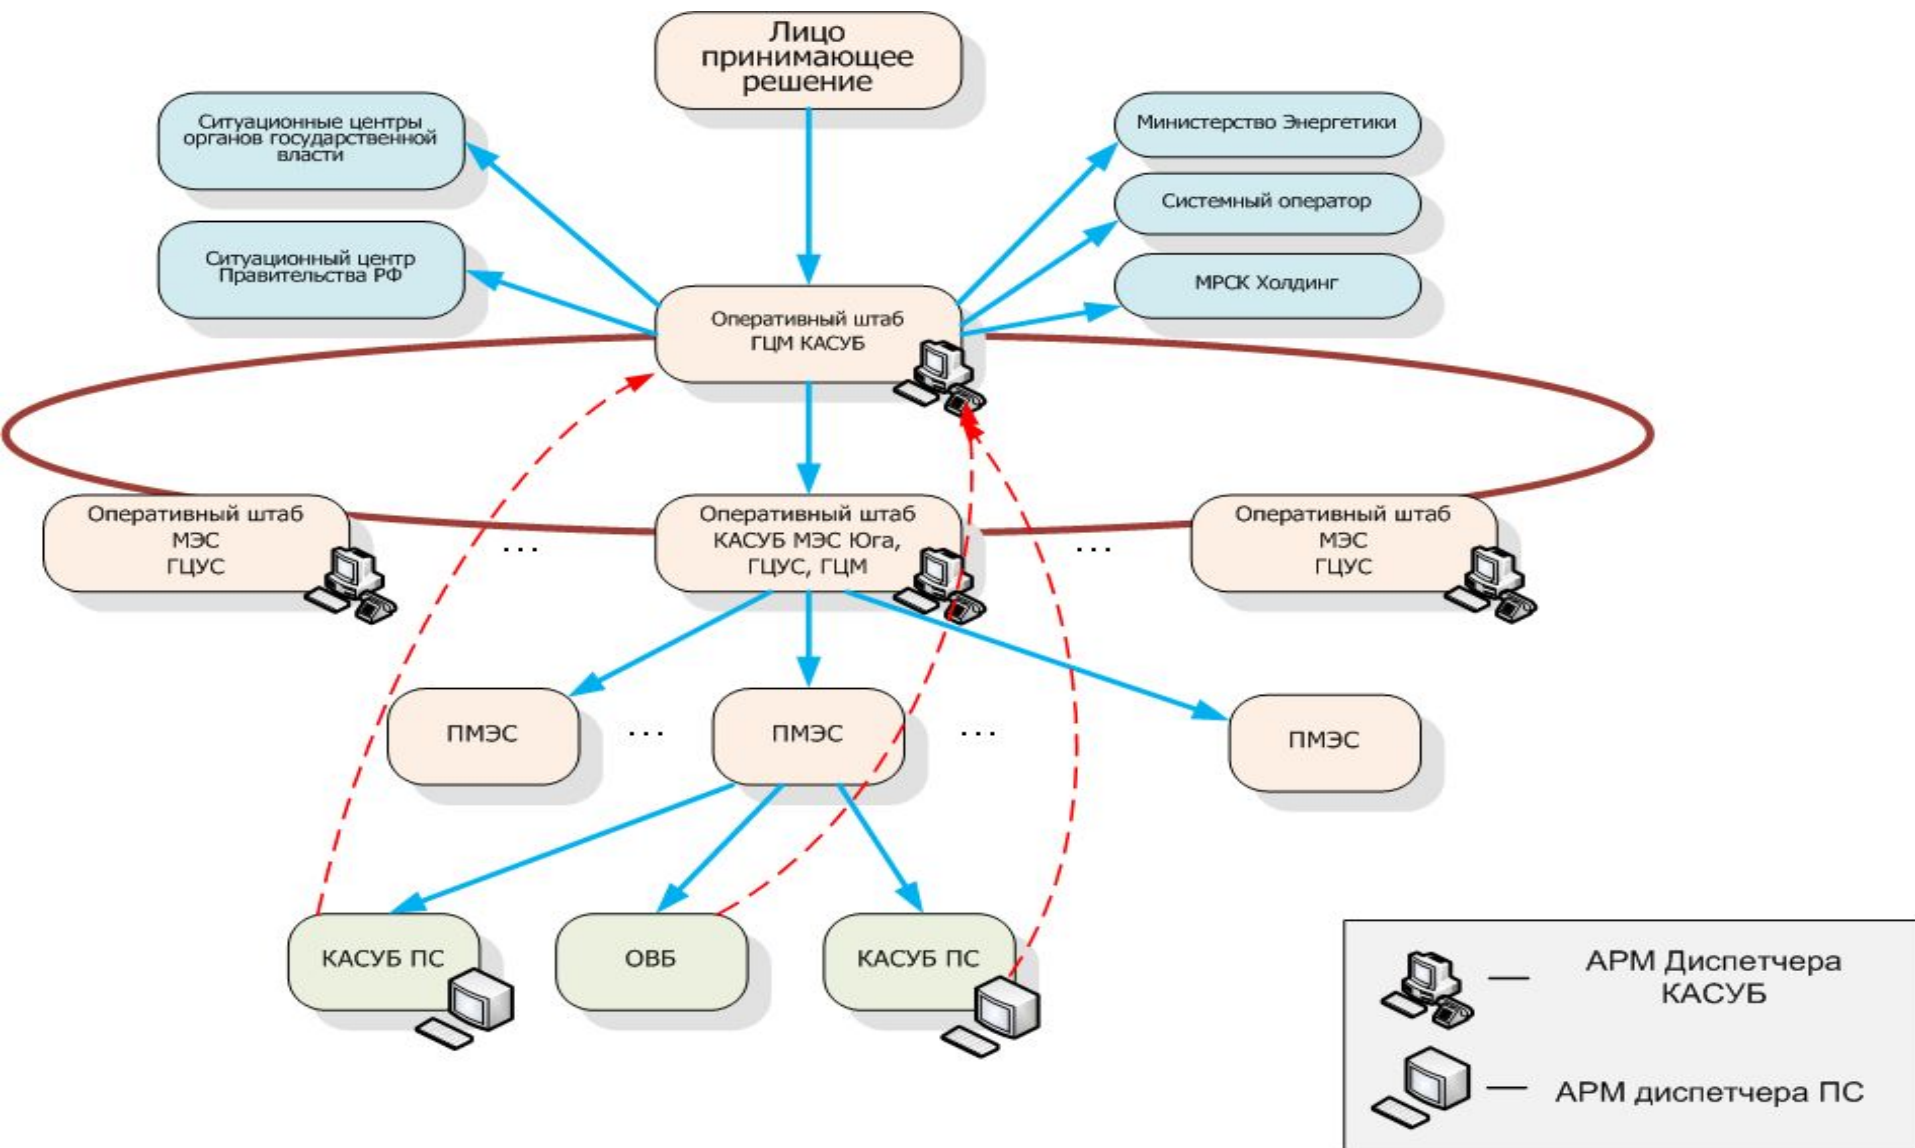 Лицо
принимающее
решение
Ситуационные центры
органов государственной
власти
Министерство Энергетики
Системный оператор
Ситуационный центр
Правительства РФ
МРСК Холдинг
Оперативный штаб
ГЦМ КАСУБ
Оперативный штаб
МЭС
ГЦУС
...
Оперативный штаб
КАСУБ МЭС Юга,
ГЦУС, ГЦМ
...
Оперативный штаб
МЭС
ГЦУС
ПМЭС
...
ПМЭС
...
ПМЭС
КАСУБ ПС
ОВБ
КАСУБ ПС
— АРМ Диспетчера
КАСУБ
— АРМ диспетчера ПС